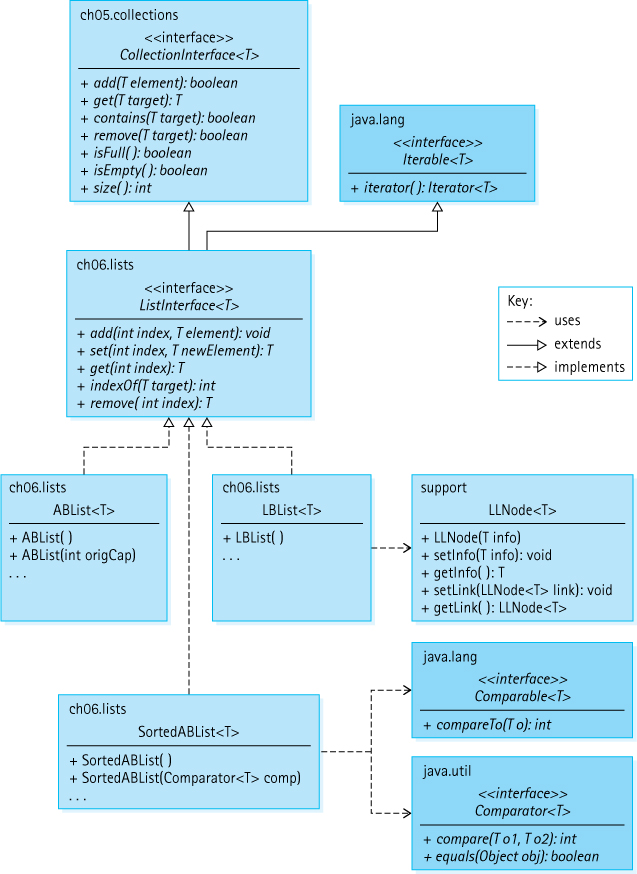 ch05.collections
<<interface>>
CollectionInterface<T>
+ add(T element): boolean
+ get(T target): T
+ contains(T target): boolean
+ remove(T target): boolean
+ isFull( ): boolean
+ isEmpty( ): boolean
+ size( ): int
java.lang
<<interface>>
Iterable<T>
+ iterator( ): Iterator<T>
ch06.lists
<<interface>>
ListInterface<T>
+ add(int index, T element): void
+ set(int index, T newElement): T
+ get(int index): T
+ indexOf(T target): int
+ remove( int index): T
Key:
uses
extends
implements
ch06.lists
ABList<T>
+ ABList( )
+ ABList(int origCap)
. . .
ch06.lists
LBList<T>
+ LBList( )
. . .
support
LLNode<T>
+ LLNode(T info)
+ setInfo(T info): void
+ getInfo( ): T
+ setLink(LLNode<T> link): void
+ getLink( ): LLNode<T>
ch06.lists
SortedABList<T>
+ SortedABList( )
+ SortedABList(Comparator<T> comp)
. . .
java.lang
<<interface>>
Comparable<T>
+ compareTo(T o): int
java.util
<<interface>>
Comparator<T>
+ compare(T o1, T o2): int
+ equals(Object obj): boolean